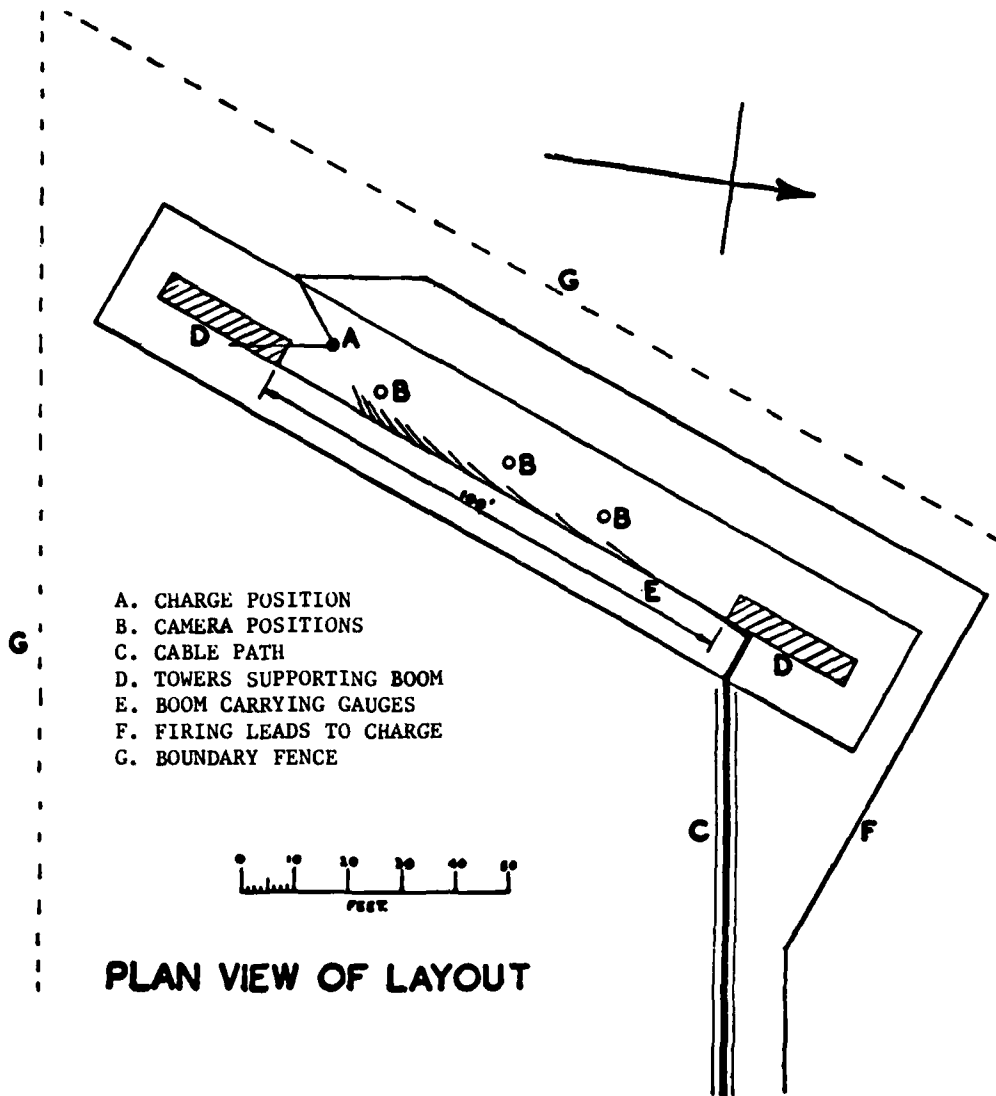 G
A
D
B
B
B
100'
E
D
A. CHARGE POSITION
B. CAMERA POSITIONS
C. CABLE PATH
D. TOWERS SUPPORTING BOOM
E. BOOM CARRYING GAUGES
F. FIRING LEADS TO CHARGE
G. BOUNDARY FENCE
G
C
F
0 10 20 30 40 50
FEET.
PLAN VIEW OF LAYOUT